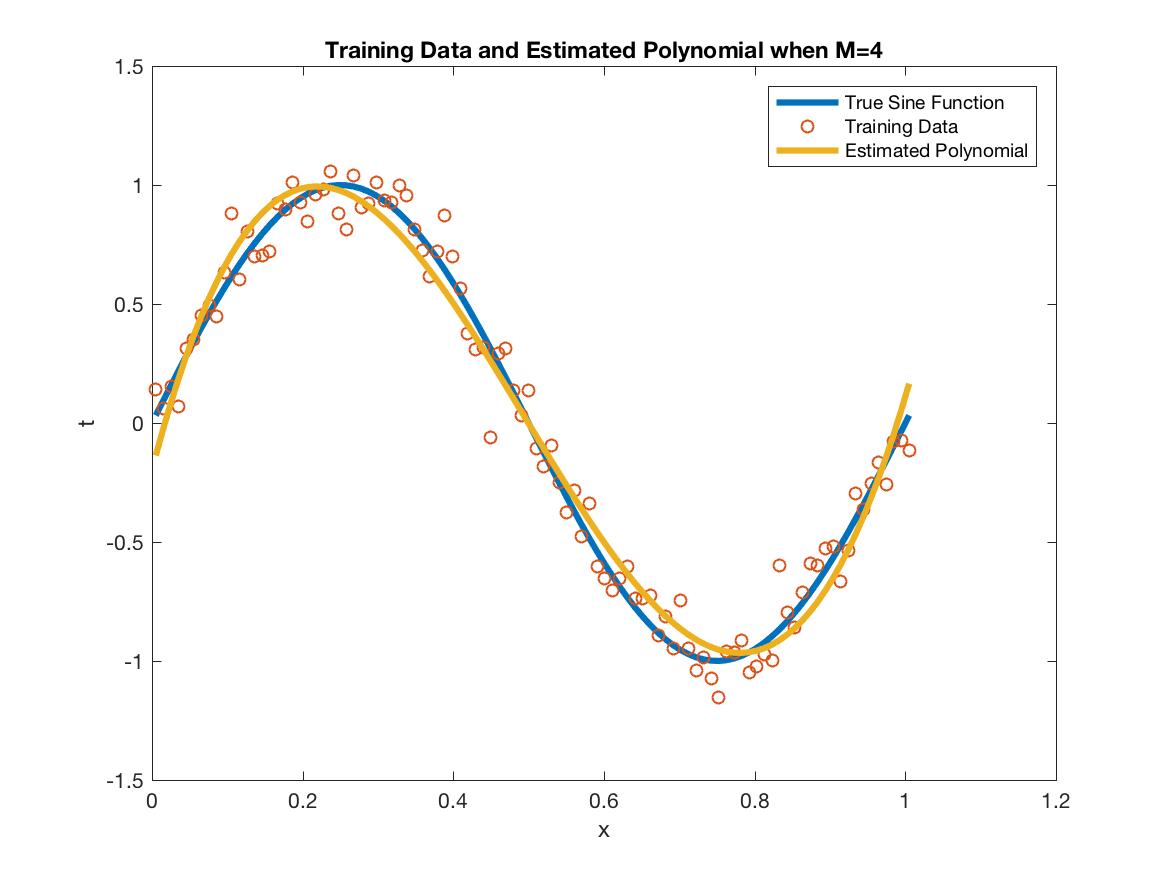 Training Data and Estimated Polynomial when M=4
1.5
True Sine Function
Training Data
Estimated Polynomial
1
0.5
t
0
-0.5
-1
-1.5
0 0.2 0.4 0.6 0.8 1 1.2
x